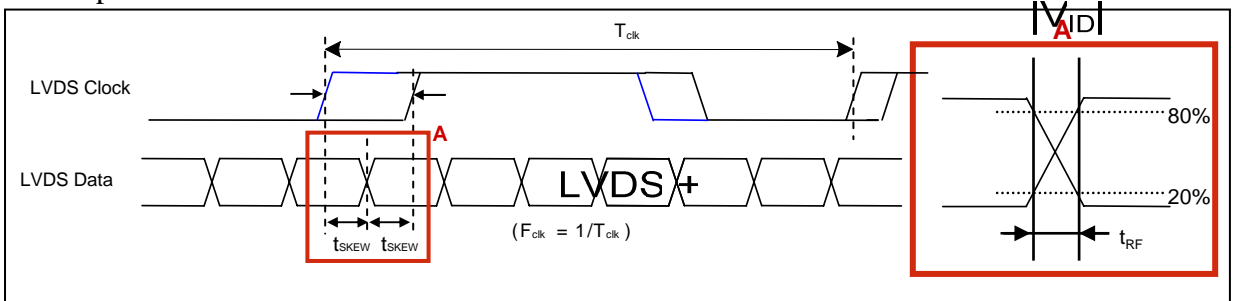 |VID|
A
Tclk
LVDS Clock
A
80%
LVDS Data
LVDS +
20%
tSKEW tSKEW
(Fclk = 1/Tclk)
tRF